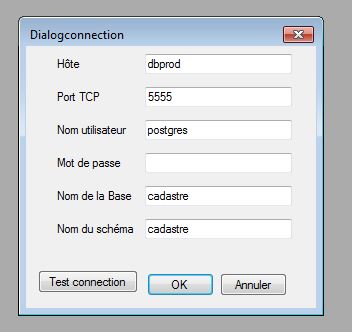 Dialogconnection
Hôte dbprod
Port TCP 5555
Nom utilisateur postgres
Mot de passe
Nom de la Base cadastre
Nom du schéma cadastre
Test connection OK Annuler